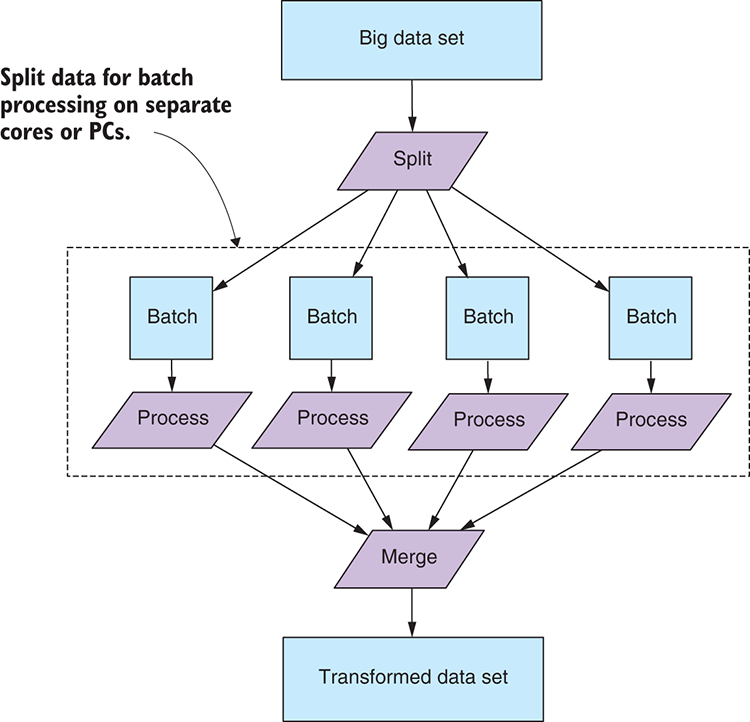 Big data set
Split data for batch
processing on separate
cores or PCs.
Split
Batch
Batch
Batch
Batch
Process
Process
Process
Process
Merge
Transformed data set